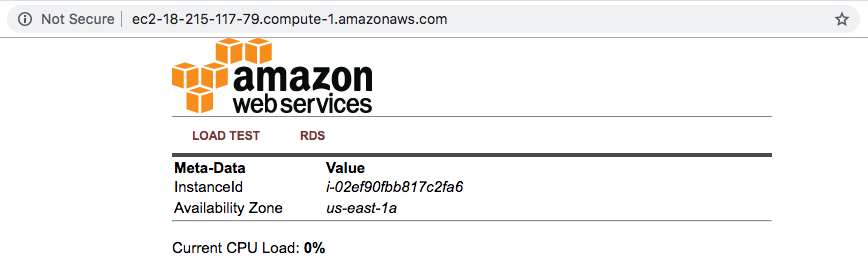 Not Secure ec2-18-215-117-79.compute-1.amazonaws.com
amazon
web services
LOAD TEST RDS
Meta-Data Value
InstanceId i-02ef90fbb817c2fa6
Availability Zone us-east-1a
Current CPU Load: 0%